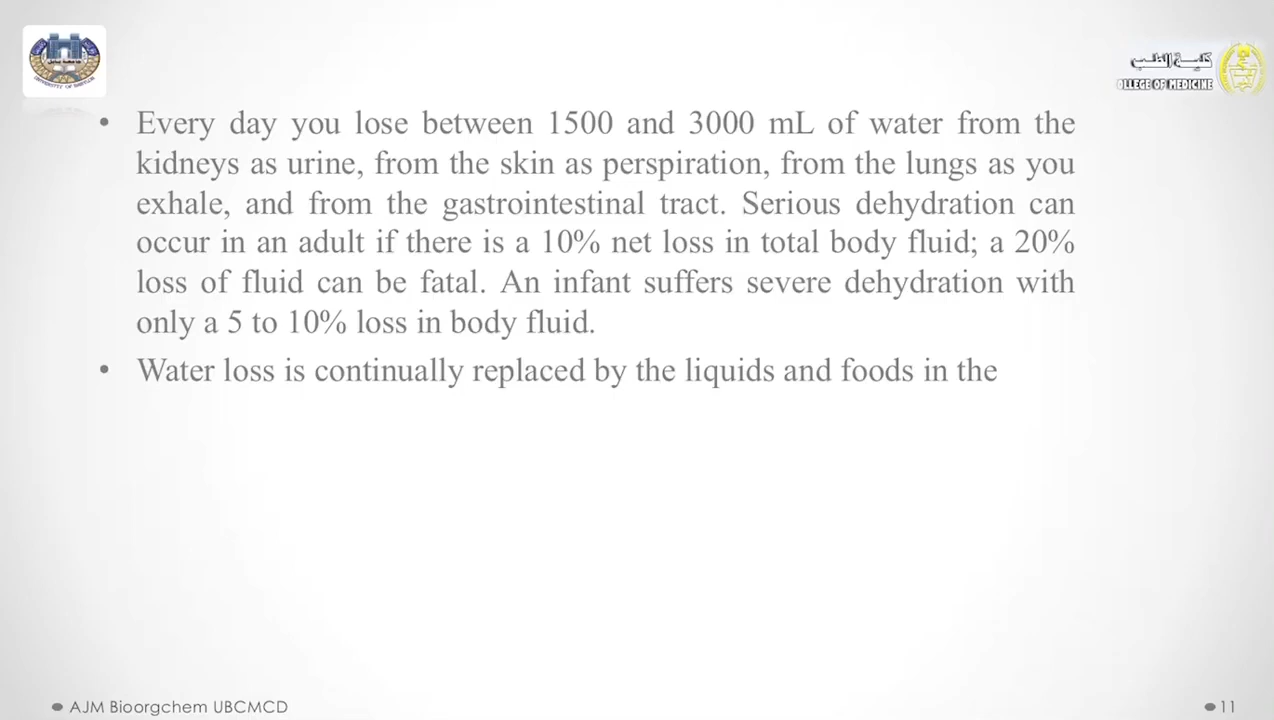 كلية الطب
OLLEGE OF MEDICINE
• Every day you lose between 1500 and 3000 mL of water from the
kidneys as urine, from the skin as perspiration, from the lungs as you
exhale, and from the gastrointestinal tract. Serious dehydration can
occur in an adult if there is a 10% net loss in total body fluid; a 20%
loss of fluid can be fatal. An infant suffers severe dehydration with
only a 5 to 10% loss in body fluid.
• Water loss is continually replaced by the liquids and foods in the
AJM Bioorgchem UBCMCD
11